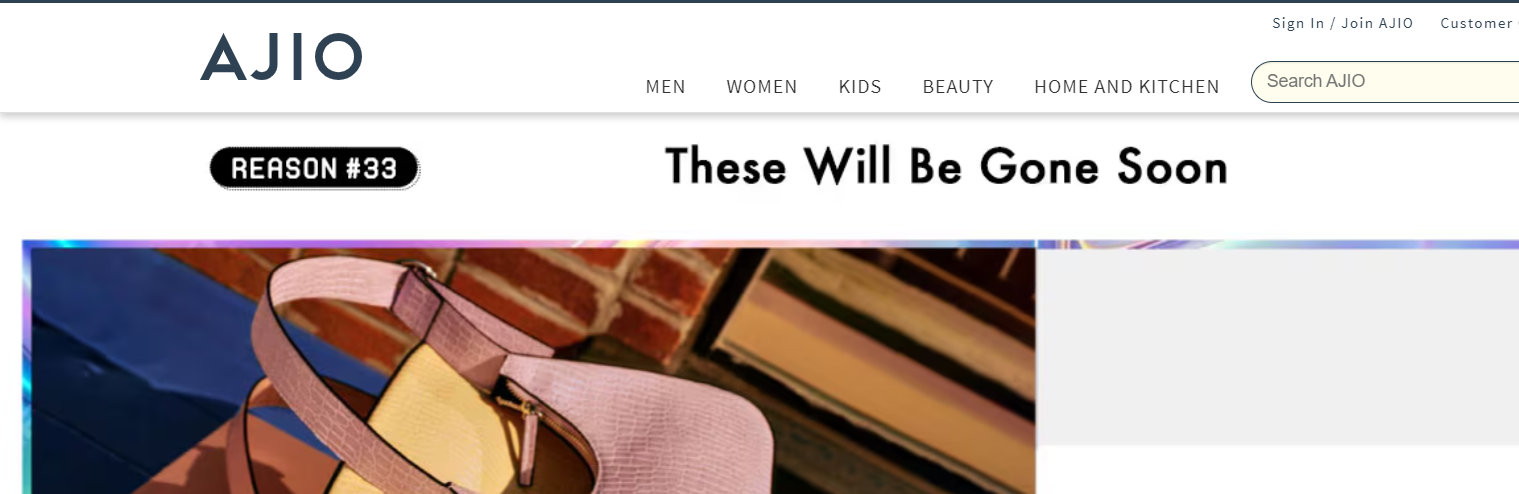 Sign In / Join AJIO Customer
AJIO
MEN WOMEN KIDS BEAUTY HOME AND KITCHEN Search AJIO
REASON #33
These Will Be Gone Soon